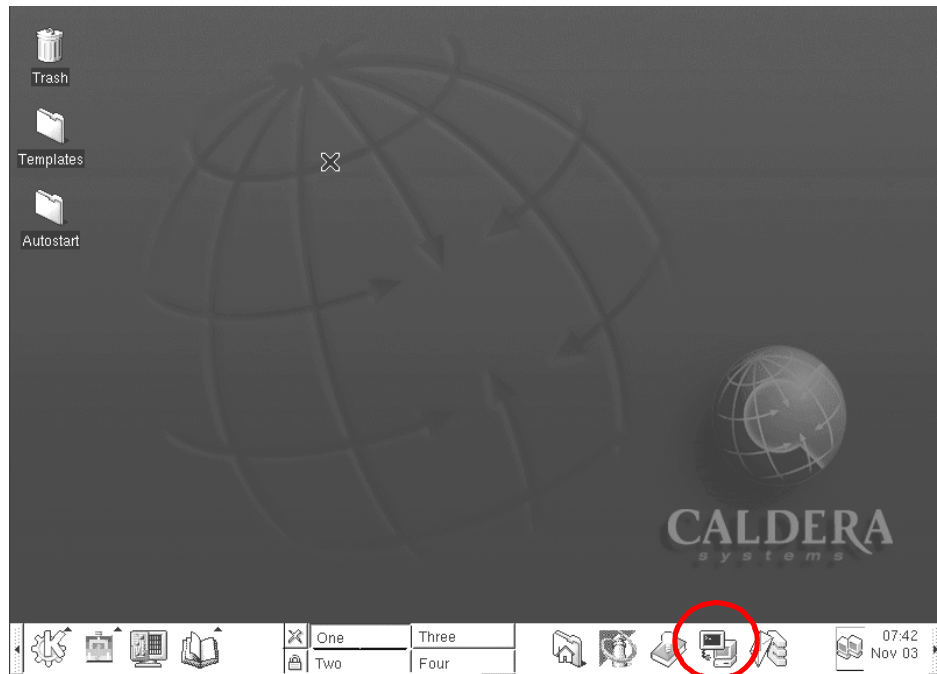 Trash
Templates
Autostart
CALDERA
systems
One
Three
Two
Four
07:42
Nov 03